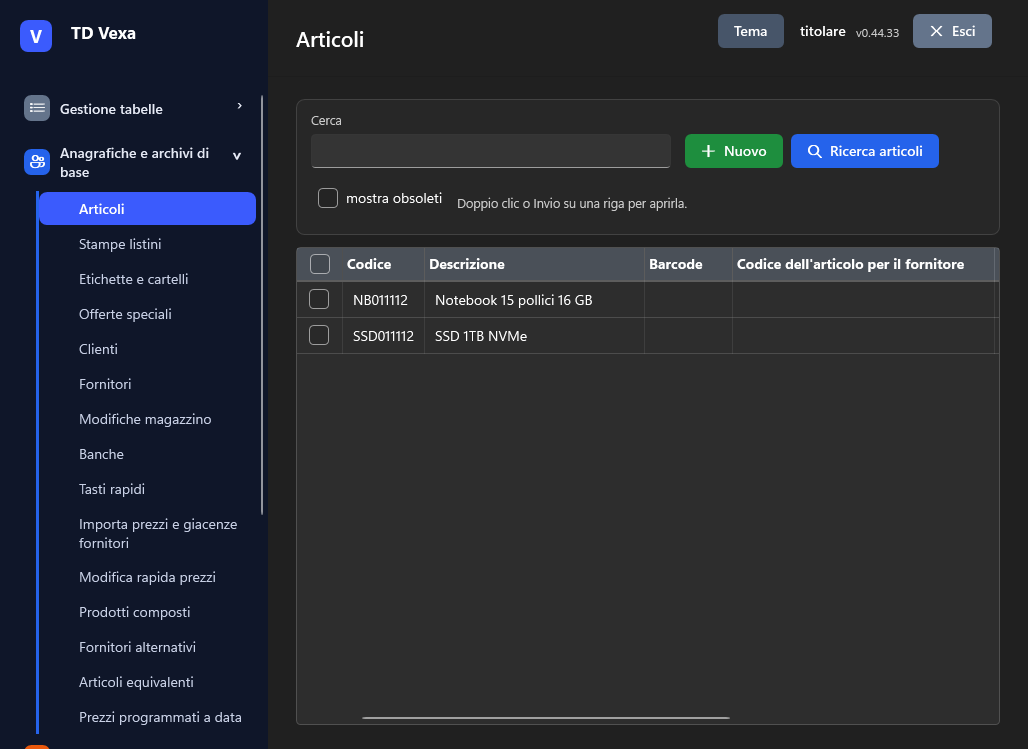 V
TD Vexa
Gestione tabelle
Anagrafiche e archivi di
base
Articoli
Stampe listini
Etichette e cartelli
Offerte speciali
Clienti
Fornitori
Modifiche magazzino
Banche
Tasti rapidi
Importa prezzi e giacenze
fornitori
Modifica rapida prezzi
Prodotti composti
Fornitori alternativi
Articoli equivalenti
Prezzi programmati a data
Articoli
Tema titolare v0.44.33 Esci
Cerca
Nuovo Ricerca articoli
mostra obsoleti Doppio clic o Invio su una riga per aprirla.
Codice Descrizione Barcode Codice dell'articolo per il fornitore
NB011112 Notebook 15 pollici 16 GB
SSD011112 SSD 1TB NVMe